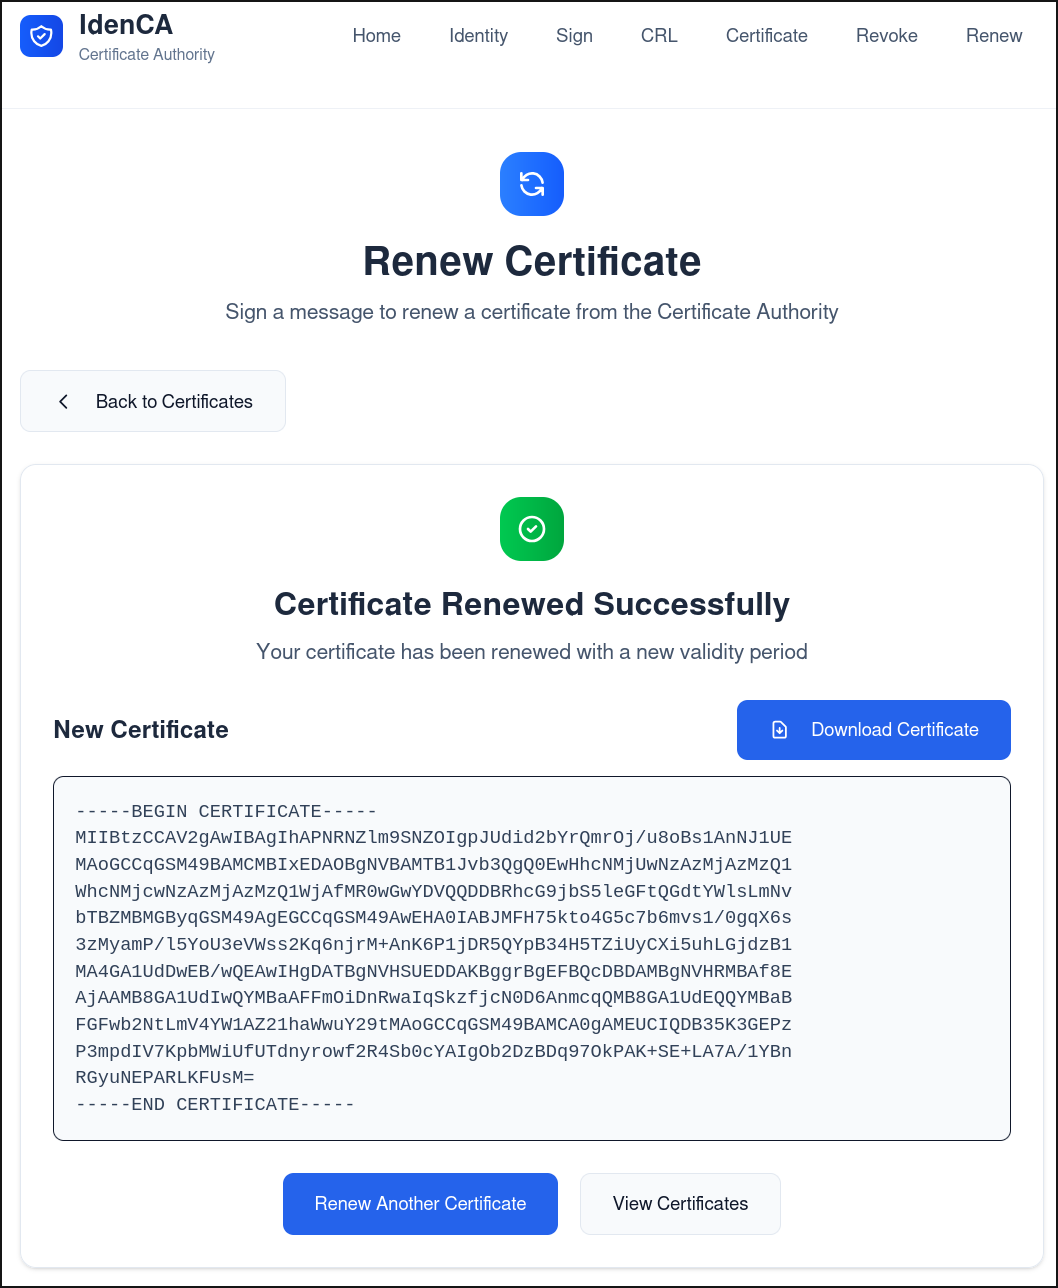 IdenCA
Certificate Authority
Home Identity Sign CRL Certificate Revoke Renew
Renew Certificate
Sign a message to renew a certificate from the Certificate Authority
Back to Certificates
Certificate Renewed Successfully
Your certificate has been renewed with a new validity period
New Certificate
Download Certificate
-----BEGIN CERTIFICATE-----
MIIBtzCCAV2gAwIBAgIhAPNRNZlm9SNZOIgpJUdid2bYrQmrOj/u8oBs1AnNJ1UE
MAoGCCqGSM49BAMCMBIxEDAOBgNVBAMTB1Jvb3QgQ0EwHhcNMjUwNzAzMjAzMzQ1
WhcNMjcwNzAzMjAzMzQ1WjAfMR0wGwYDVQQDDBRhcG9jbS5leGFtQGdtYWlsLmNv
bTBZMBMGByqGSM49AgEGCCqGSM49AwEHA0IABJMFH75kto4G5c7b6mvs1/0gqX6s
3zMyamP/l5YoU3eVWss2Kq6njrM+AnK6P1jDR5QYpB34H5TZiUyCXi5uhLGjdzB1
MA4GA1UdDwEB/wQEAwIHgDATBgNVHSUEDDAKBggrBgEFBQcDBDAMBgNVHRMBAf8E
AjAAMB8GA1UdIwQYMBaAFFmOiDnRwaIqSkzfjcN0D6AnmcqQMB8GA1UdEQQYMBaB
FGFwb2NtLmV4YW1AZ21haWwuY29tMAoGCCqGSM49BAMCA0gAMEUCIQDB35K3GEPz
P3mpdIV7KpbMWiUfUTdnyrowf2R4Sb0cYAIgOb2DzBDq97OkPAK+SE+LA7A/1YBn
RGyuNEPARLKFUsM=
-----END CERTIFICATE-----
Renew Another Certificate
View Certificates